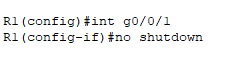 R1(config)#int g0/0/1
R1(config-if)#no shutdown